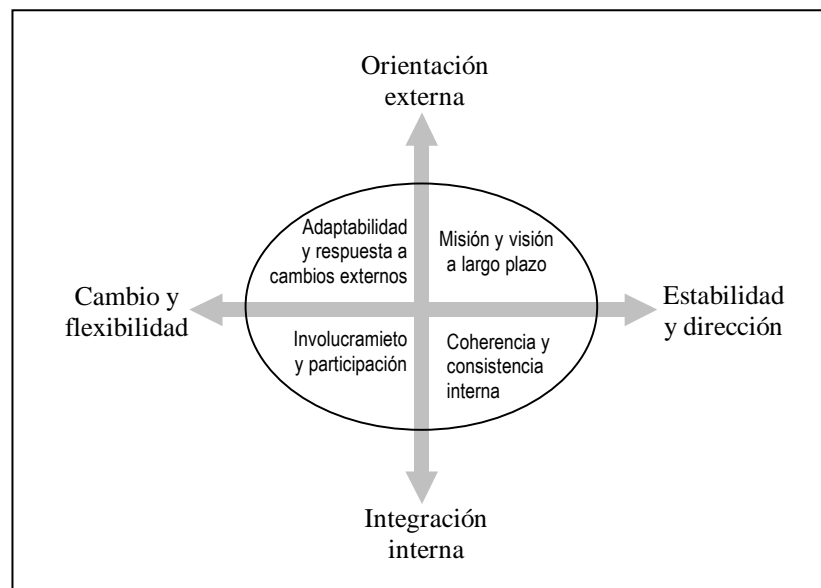 Orientación
externa
Adaptabilidad
y respuesta a
cambios externos
Misión y visión
a largo plazo
Cambio y
flexibilidad
Estabilidad
y dirección
Involucramieto
y participación
Coherencia y
consistencia
interna
Integración
interna